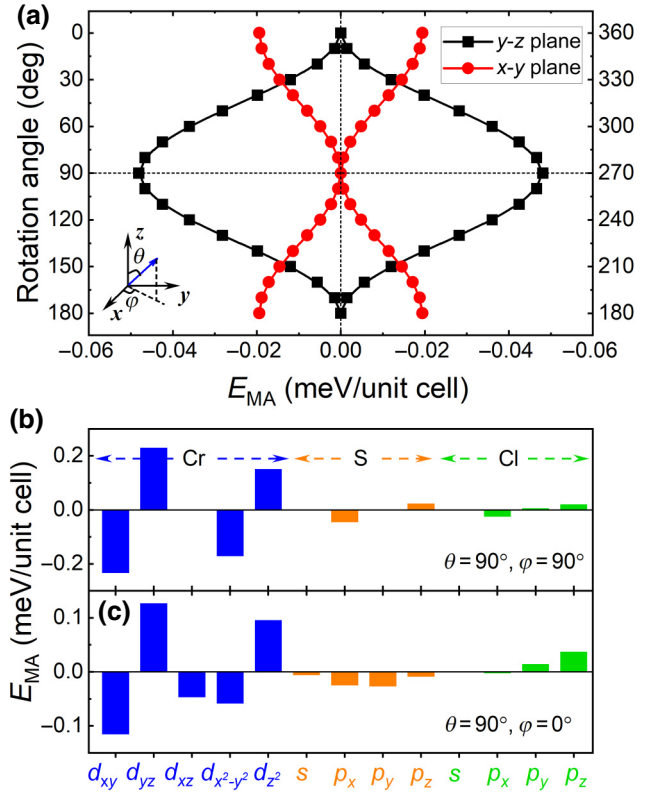 (a)
0
30
60
90
120
150
180
Rotation angle (deg)
y-z plane
x-y plane
360
330
300
270
240
210
180
z
θ
y
φ
x
−0.06 −0.04 −0.02 0.00 −0.02 −0.04 −0.06
E_MA (meV/unit cell)
(b)
Cr S Cl
0.2
0.0
−0.2
θ = 90°, φ = 90°
E_MA (meV/unit cell)
(c)
0.1
0.0
−0.1
θ = 90°, φ = 0°
d_xy d_yz d_xz d_x²−y² d_z² s p_x p_y p_z s p_x p_y p_z